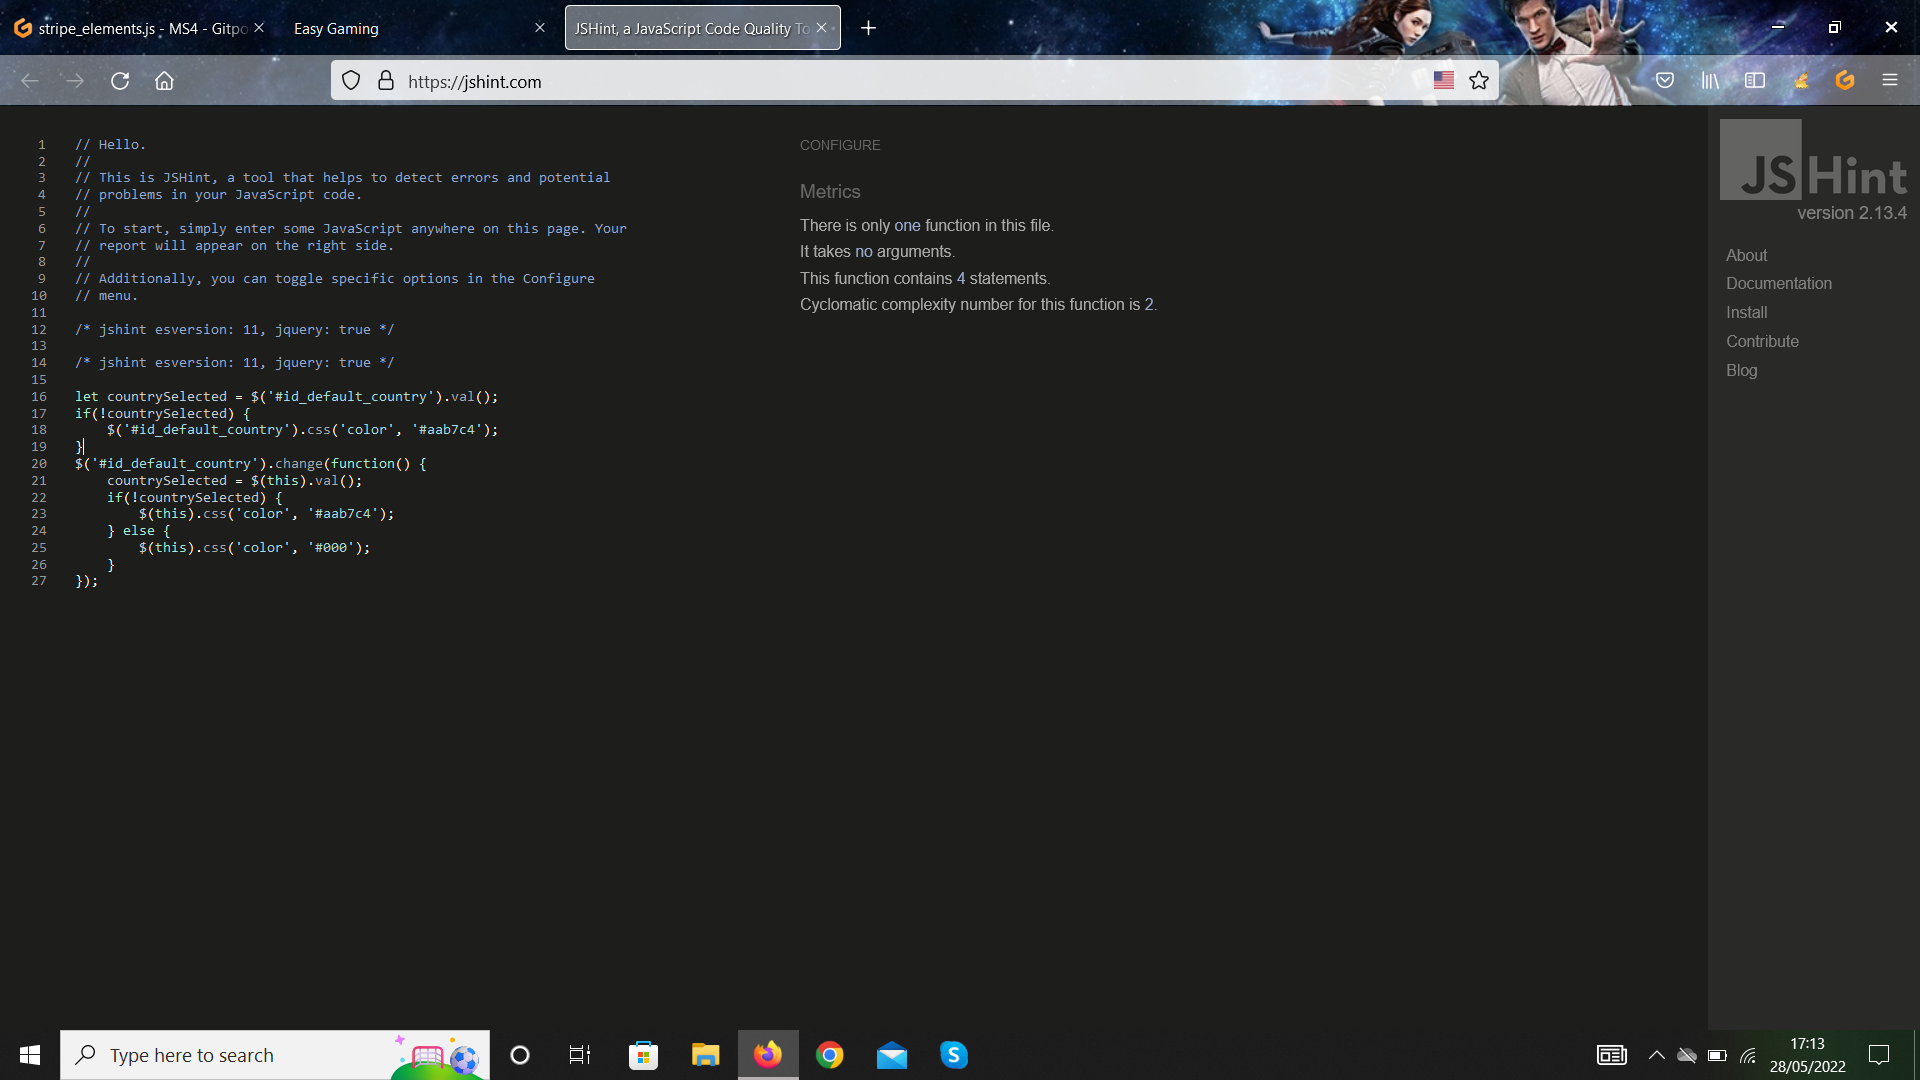 stripe_elements.js - MS4 - Gitpo
Easy Gaming
JSHint, a JavaScript Code Quality To
https://jshint.com
1 // Hello.
2 //
3 // This is JSHint, a tool that helps to detect errors and potential
4 // problems in your JavaScript code.
5 //
6 // To start, simply enter some JavaScript anywhere on this page. Your
7 // report will appear on the right side.
8 //
9 // Additionally, you can toggle specific options in the Configure
10 // menu.
11
12 /* jshint esversion: 11, jquery: true */
13
14 /* jshint esversion: 11, jquery: true */
15
16 let countrySelected = $('#id_default_country').val();
17 if(!countrySelected) {
18     $('#id_default_country').css('color', '#aab7c4');
19 }
20 $('#id_default_country').change(function() {
21     countrySelected = $(this).val();
22     if(!countrySelected) {
23         $(this).css('color', '#aab7c4');
24     } else {
25         $(this).css('color', '#000');
26     }
27 });
CONFIGURE
Metrics
There is only one function in this file.
It takes no arguments.
This function contains 4 statements.
Cyclomatic complexity number for this function is 2.
JSHint
version 2.13.4
About
Documentation
Install
Contribute
Blog
Type here to search
17:13
28/05/2022